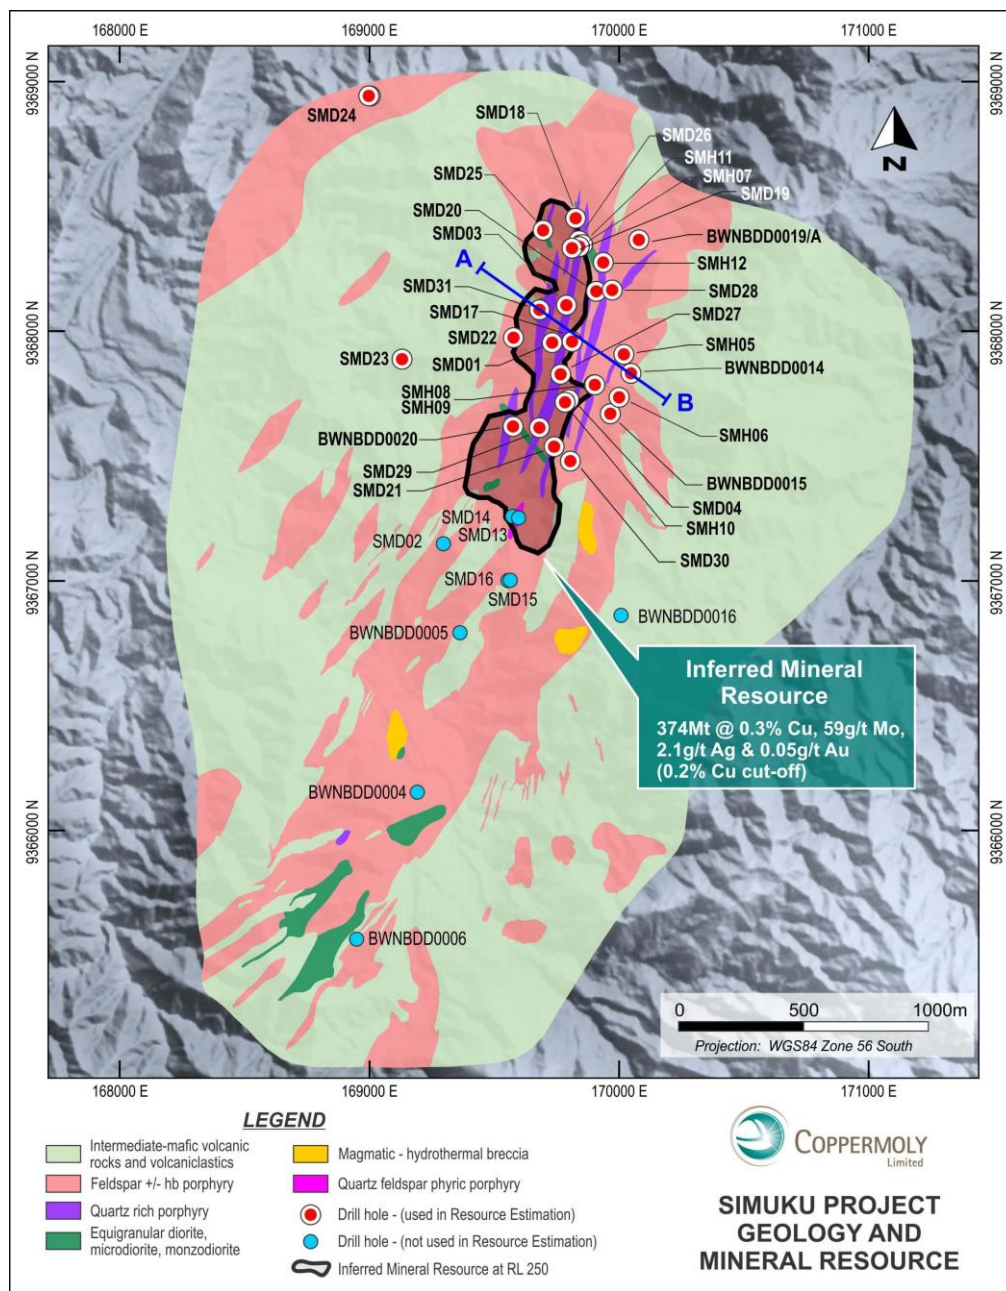 168000 E
169000 E
170000 E
171000 E
9369000 N
9369000 N
SMD24
SMD18
SMD26
SMH11
SMH07
SMD19
SMD25
SMD20
SMD03
N
BWNBDD0019/A
A
SMH12
SMD31
SMD28
SMD17
SMD27
9368000 N
9368000 N
SMD22
SMH05
SMD23
SMD01
BWNBDD0014
SMH08
SMH09
B
SMH06
BWNBDD0020
SMD29
SMD21
BWNBDD0015
SMD04
SMH10
SMD30
SMD14
SMD13
SMD02
SMD16
SMD15
9367000 N
9367000 N
BWNBDD0005
BWNBDD0016
Inferred Mineral
Resource
374Mt @ 0.3% Cu, 59g/t Mo,
2.1g/t Ag & 0.05g/t Au
(0.2% Cu cut-off)
BWNBDD0004
9366000 N
9366000 N
BWNBDD0006
0 500 1000m
Projection: WGS84 Zone 56 South
168000 E
169000 E
170000 E
171000 E
LEGEND
Intermediate-mafic volcanic
rocks and volcaniclastics
Feldspar +/- hb porphyry
Quartz rich porphyry
Equigranular diorite,
microdiorite, monzodiorite
Magmatic - hydrothermal breccia
Quartz feldspar phyric porphyry
Drill hole - (used in Resource Estimation)
Drill hole - (not used in Resource Estimation)
Inferred Mineral Resource at RL 250
COPPERMOLY
Limited
SIMUKU PROJECT
GEOLOGY AND
MINERAL RESOURCE